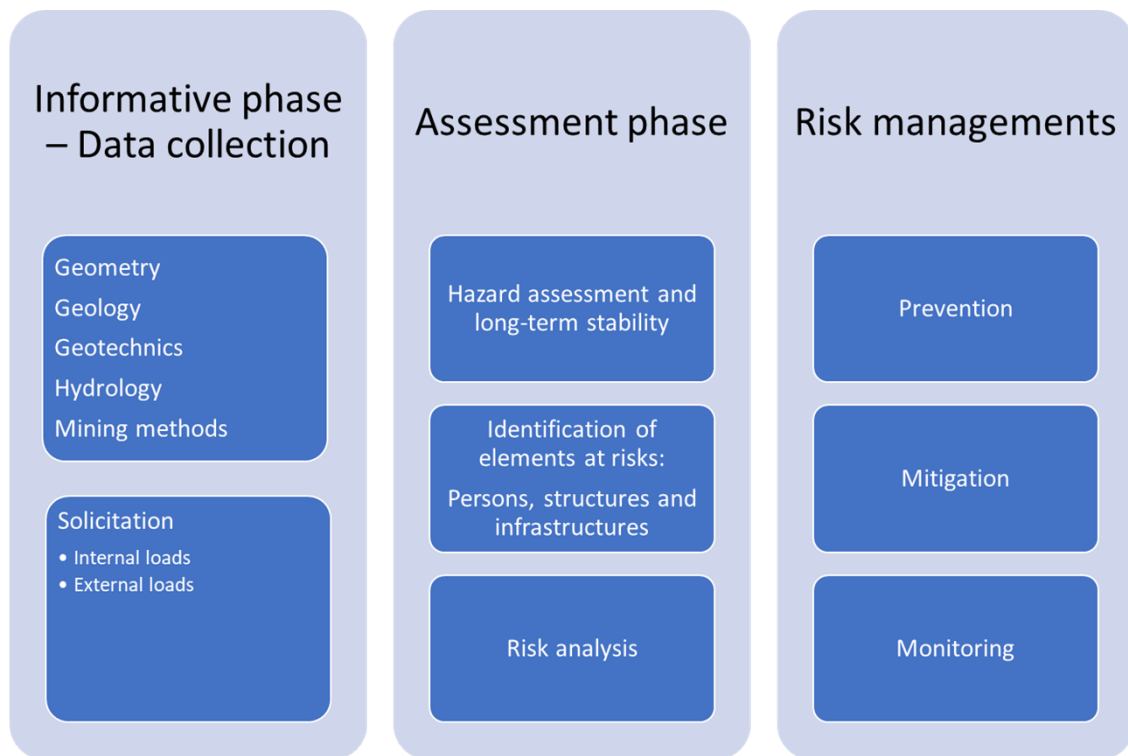 Informative phase
– Data collection
Geometry
Geology
Geotechnics
Hydrology
Mining methods
Solicitation
• Internal loads
• External loads
Assessment phase
Hazard assessment and
long-term stability
Identification of
elements at risks:
Persons, structures and
infrastructures
Risk analysis
Risk managements
Prevention
Mitigation
Monitoring